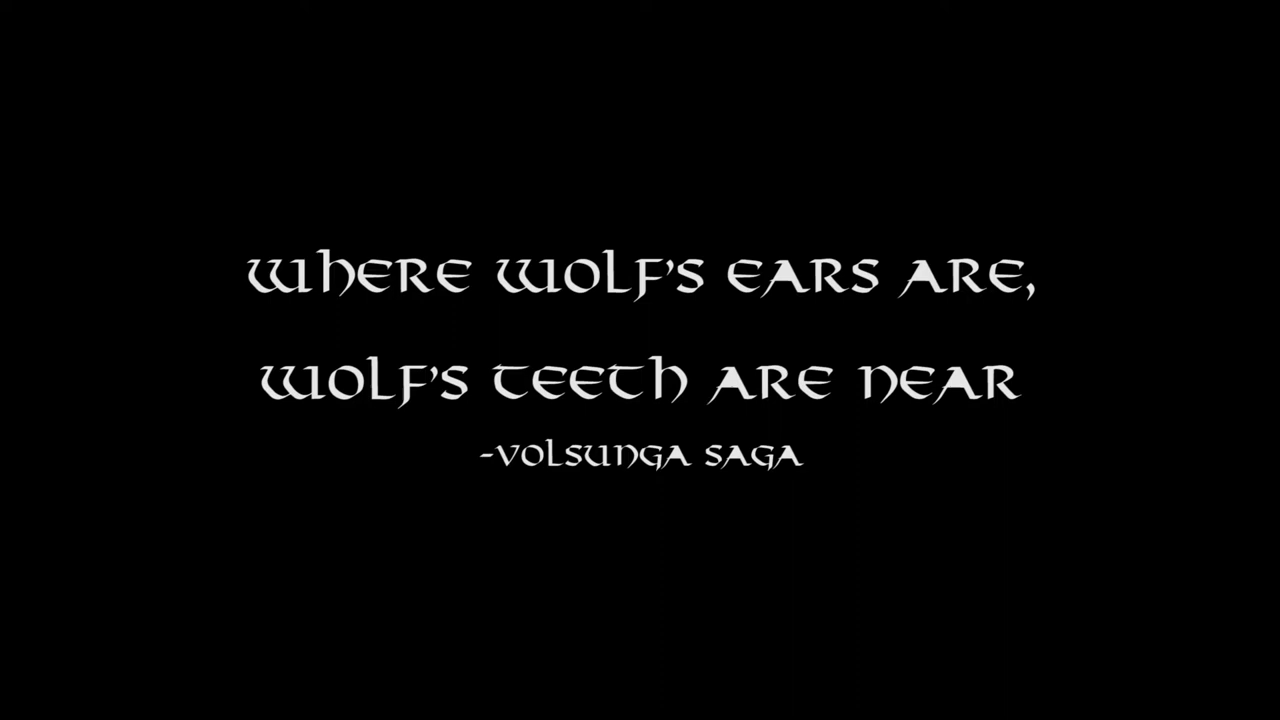 WHERE WOLF'S EARS ARE,
WOLF'S TEETH ARE NEAR
-VOLSUNGA SAGA